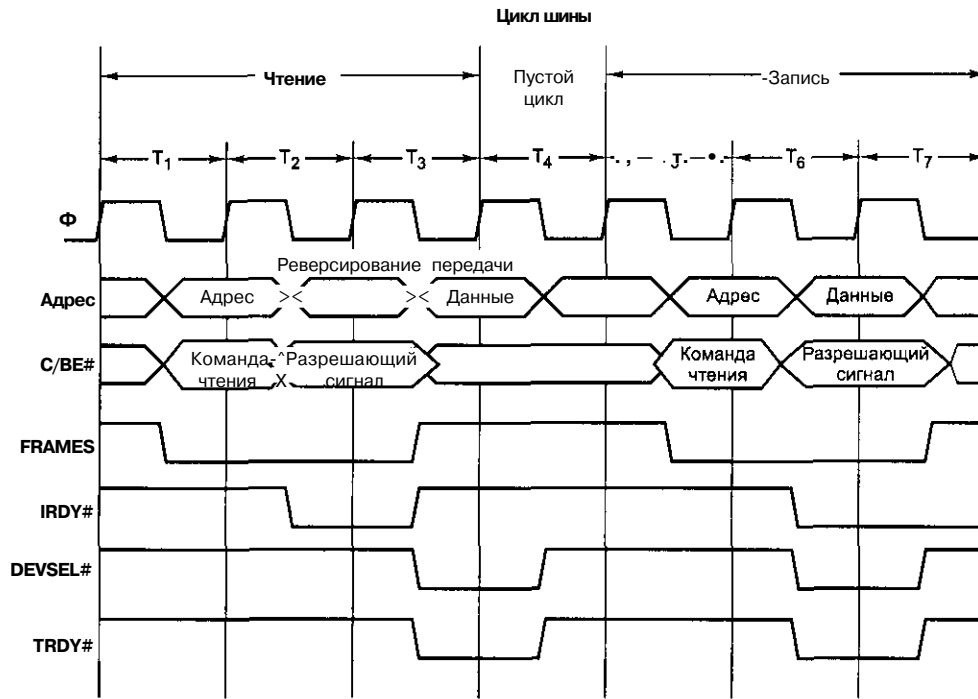 Цикл шины
Чтение
Пустой
цикл
-Запись
T1 T2 T3 T4 T6 T7
Ф
Реверсирование передачи
Адрес Адрес Данные Адрес Данные
C/BE# Команда- Разрешающий Команда Разрешающий
чтения сигнал чтения сигнал
FRAMES
IRDY#
DEVSEL#
TRDY#